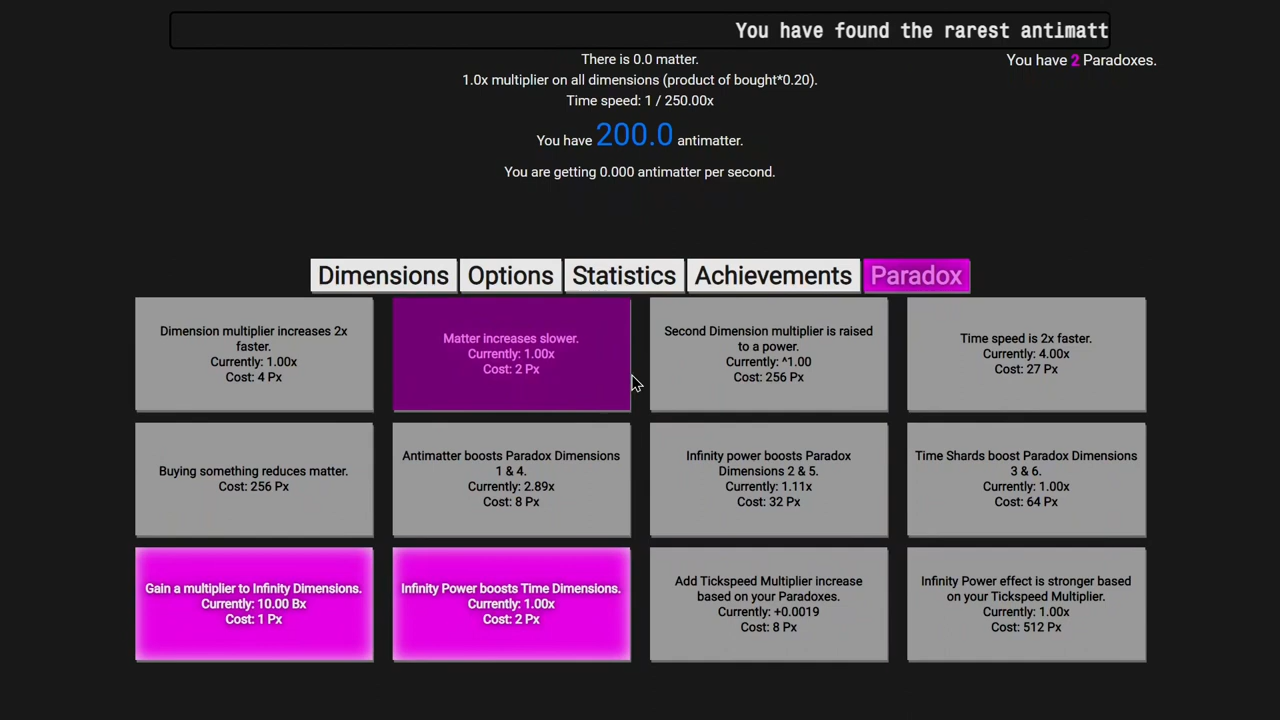 You have found the rarest antimatt
There is 0.0 matter.
You have 2 Paradoxes.
1.0x multiplier on all dimensions (product of bought*0.20).
Time speed: 1 / 250.00x
You have 200.0 antimatter.
You are getting 0.000 antimatter per second.
Dimensions Options Statistics Achievements Paradox
Dimension multiplier increases 2x
faster.
Currently: 1.00x
Cost: 4 Px
Matter increases slower.
Currently: 1.00x
Cost: 2 Px
Second Dimension multiplier is raised
to a power.
Currently: ^1.00
Cost: 256 Px
Time speed is 2x faster.
Currently: 4.00x
Cost: 27 Px
Buying something reduces matter.
Cost: 256 Px
Antimatter boosts Paradox Dimensions
1 & 4.
Currently: 2.89x
Cost: 8 Px
Infinity power boosts Paradox
Dimensions 2 & 5.
Currently: 1.11x
Cost: 32 Px
Time Shards boost Paradox Dimensions
3 & 6.
Currently: 1.00x
Cost: 64 Px
Gain a multiplier to Infinity Dimensions.
Currently: 10.00 Bx
Cost: 1 Px
Infinity Power boosts Time Dimensions.
Currently: 1.00x
Cost: 2 Px
Add Tickspeed Multiplier increase
based on your Paradoxes.
Currently: +0.0019
Cost: 8 Px
Infinity Power effect is stronger based
on your Tickspeed Multiplier.
Currently: 1.00x
Cost: 512 Px